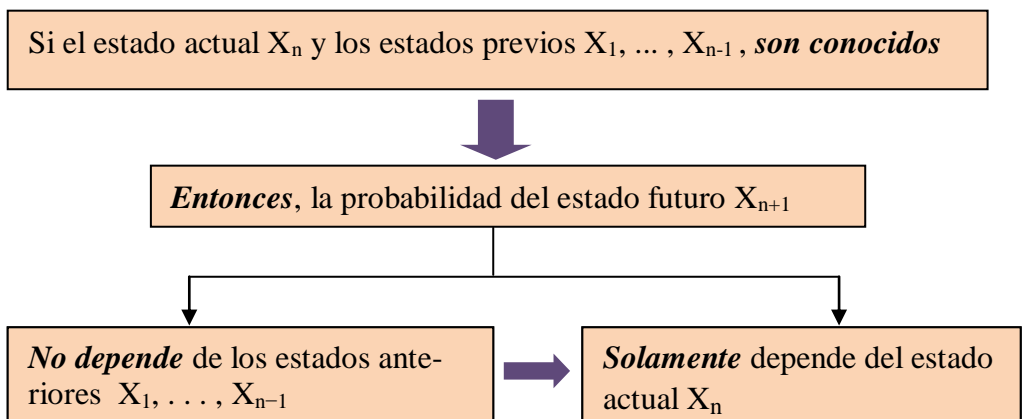 Si el estado actual Xₙ y los estados previos X₁, ... , Xₙ₋₁ , son conocidos
Entonces, la probabilidad del estado futuro Xₙ₊₁
No depende de los estados ante-
riores X₁, . . . , Xₙ₋₁
Solamente depende del estado
actual Xₙ